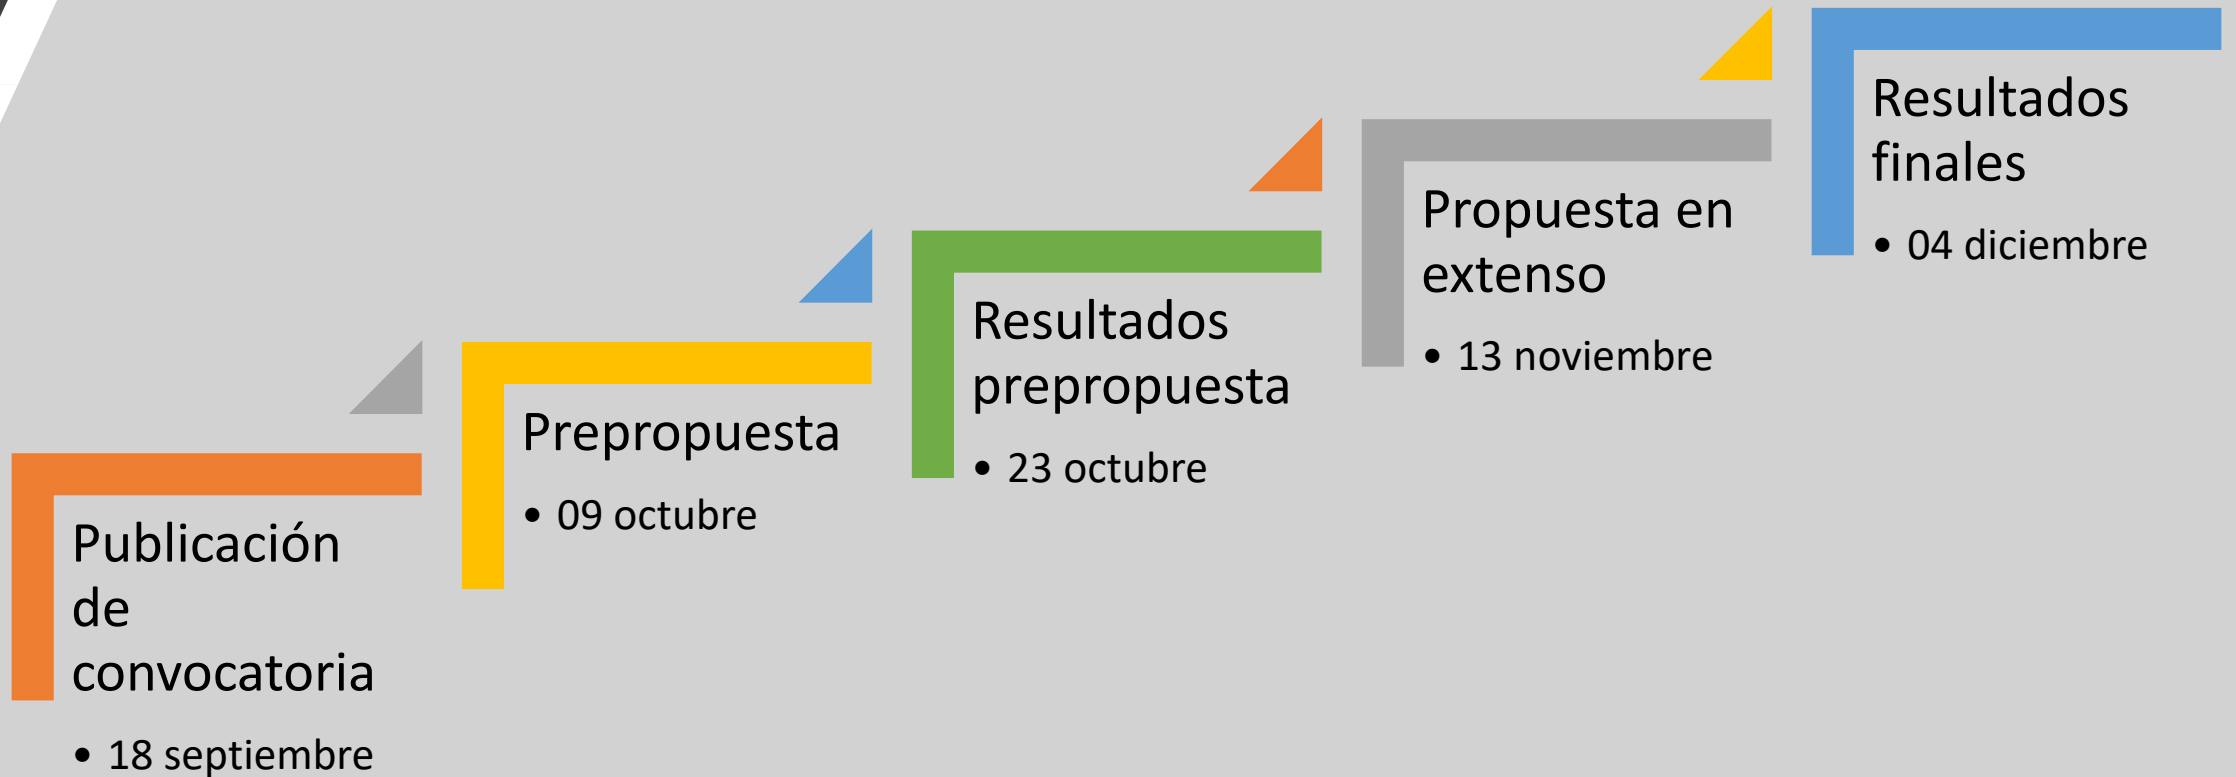 Publicación
de
convocatoria
• 18 septiembre
Prepropuesta
• 09 octubre
Resultados
prepropuesta
• 23 octubre
Propuesta en
extenso
• 13 noviembre
Resultados
finales
• 04 diciembre